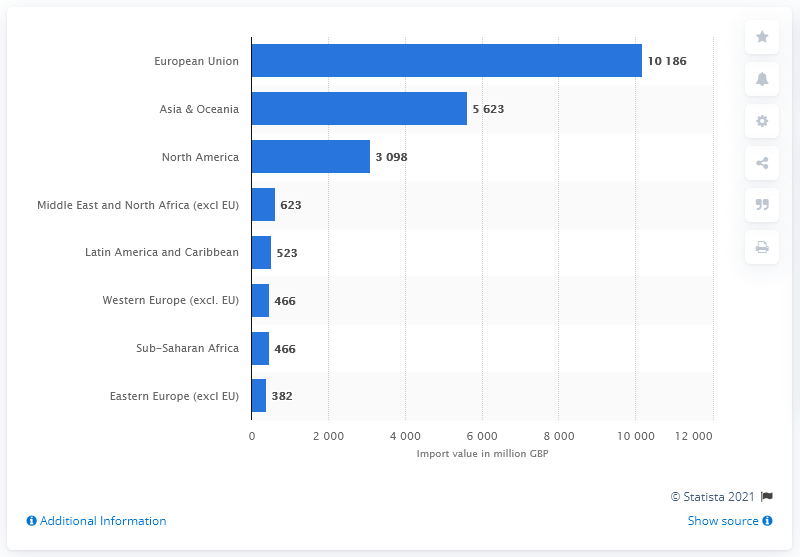 European Union 10 186
Asia & Oceania 5 623
North America 3 098
Middle East and North Africa (excl EU) 623
Latin America and Caribbean 523
Western Europe (excl. EU) 466
Sub-Saharan Africa 466
Eastern Europe (excl EU) 382
0 2 000 4 000 6 000 8 000 10 000 12 000
Import value in million GBP
© Statista 2021
Additional Information Show source